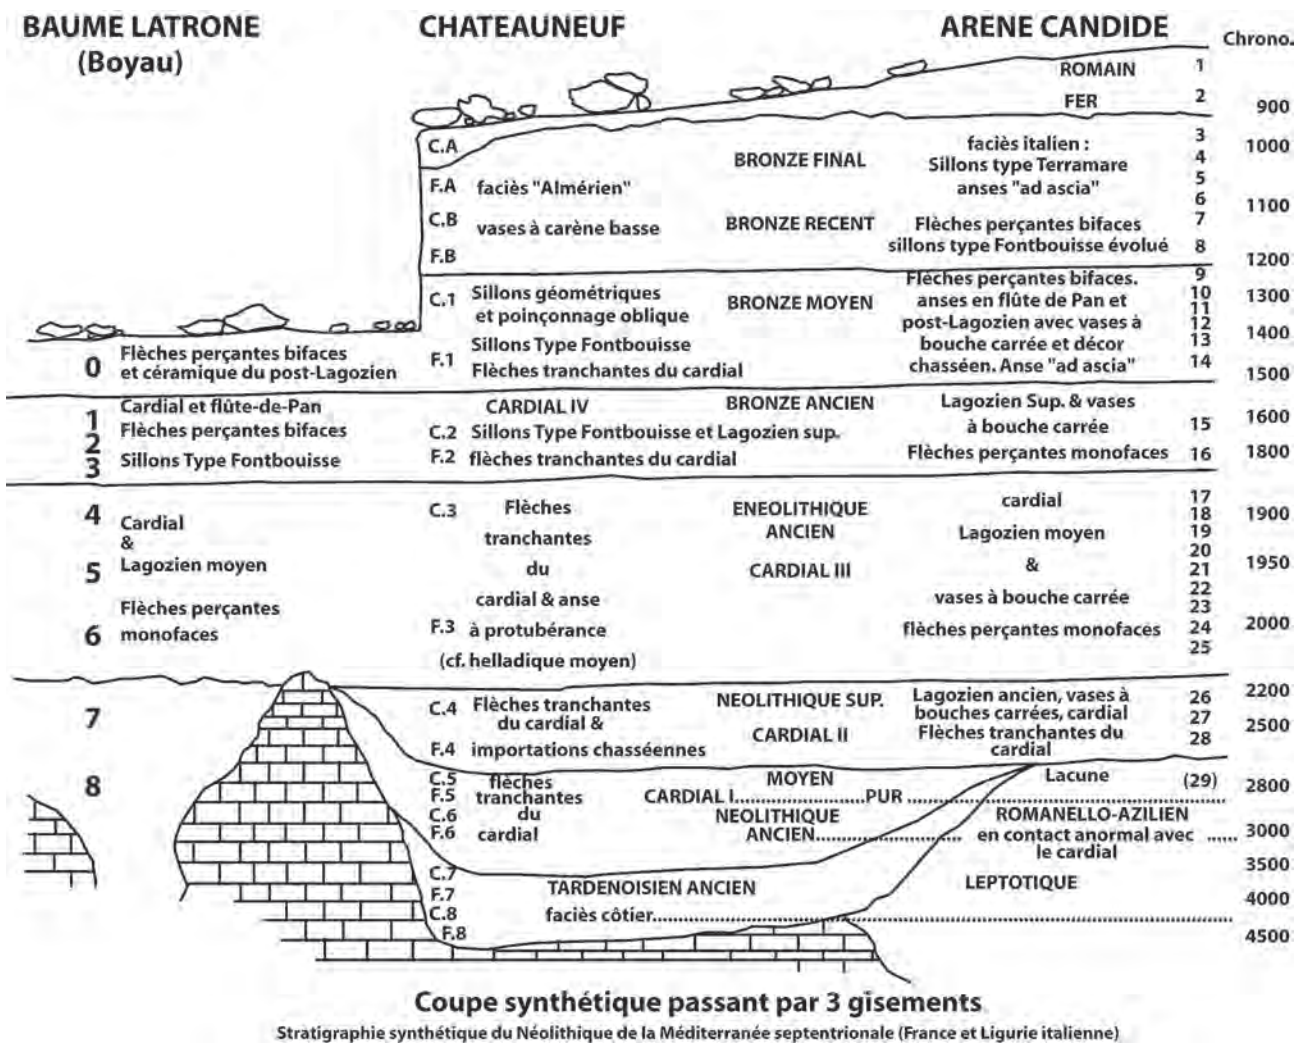 BAUME LATRONE
(Boyau)
CHATEAUNEUF
ARENE CANDIDE
Chrono.
ROMAIN 1
FER 2
900
C.A
BRONZE FINAL
faciès italien :
Sillons type Terramare
anses "ad ascia"
3
4
5
6
1000
F.A faciès "Almérien"
1100
C.B vases à carène basse
BRONZE RECENT
Flèches perçantes bifaces
sillons type Fontbouisse évolué
7
8
F.B
1200
C.1 Sillons géométriques
et poinçonnage oblique
BRONZE MOYEN
Flèches perçantes bifaces.
anses en flûte de Pan et
post-Lagozien avec vases à
bouche carrée et décor
chasséen. Anse "ad ascia"
9
10
11
12
13
14
1300
1400
1500
Sillons Type Fontbouisse
F.1
Flèches tranchantes du cardial
0
Flèches perçantes bifaces
et céramique du post-Lagozien
1
2
3
Cardial et flûte-de-Pan
Flèches perçantes bifaces
Sillons Type Fontbouisse
CARDIAL IV
BRONZE ANCIEN
C.2 Sillons Type Fontbouisse et Lagozien sup.
F.2 flèches tranchantes du cardial
Lagozien Sup. & vases
à bouche carrée
Flèches perçantes monofaces
15
16
1600
1800
4
5
6
Cardial
&
Lagozien moyen
Flèches perçantes
monofaces
C.3 Flèches
tranchantes
du
cardial & anse
F.3 à protubérance
(cf. helladique moyen)
ENEOLITHIQUE
ANCIEN
CARDIAL III
cardial
Lagozien moyen
&
vases à bouche carrée
flèches perçantes monofaces
17
18
19
20
21
22
23
24
25
1900
1950
2000
7
C.4 Flèches tranchantes
du cardial &
F.4 importations chasséennes
NEOLITHIQUE SUP.
CARDIAL II
Lagozien ancien, vases à
bouches carrées, cardial
Flèches tranchantes du
cardial
26
27
28
2200
2500
8
C.5
F.5
C.6
F.6
flèches
tranchantes
du
cardial
MOYEN
CARDIAL I PUR
NEOLITHIQUE
ANCIEN
Lacune (29)
2800
ROMANELLO-AZILIEN
en contact anormal avec
le cardial
3000
LEPTOTIQUE
3500
4000
4500
C.7
F.7
C.8
F.8
TARDENOISIEN ANCIEN
faciès côtier
Coupe synthétique passant par 3 gisements
Stratigraphie synthétique du Néolithique de la Méditerranée septentrionale (France et Ligurie italienne)